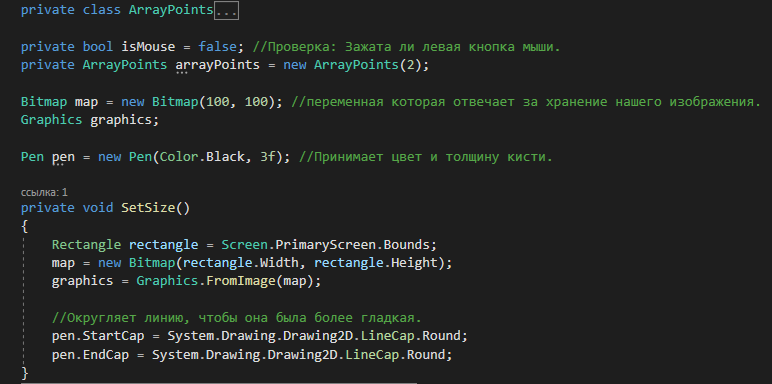 private class ArrayPoints...
private bool isMouse = false; //Проверка: Зажата ли левая кнопка мыши.
private ArrayPoints arrayPoints = new ArrayPoints(2);
Bitmap map = new Bitmap(100, 100); //переменная которая отвечает за хранение нашего изображения.
Graphics graphics;
Pen pen = new Pen(Color.Black, 3f); //Принимает цвет и толщину кисти.
ссылка: 1
private void SetSize()
{
Rectangle rectangle = Screen.PrimaryScreen.Bounds;
map = new Bitmap(rectangle.Width, rectangle.Height);
graphics = Graphics.FromImage(map);
//Округляет линию, чтобы она была более гладкая.
pen.StartCap = System.Drawing.Drawing2D.LineCap.Round;
pen.EndCap = System.Drawing.Drawing2D.LineCap.Round;
}